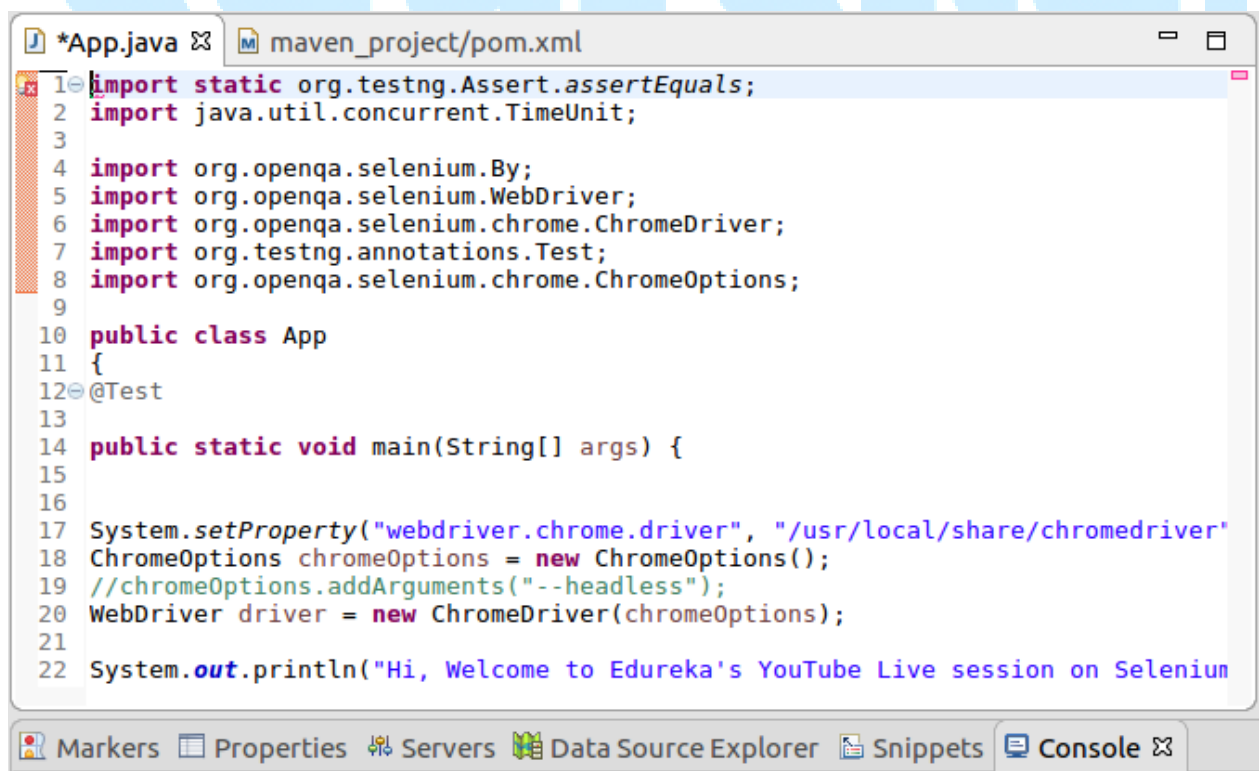 *App.java maven_project/pom.xml
1 import static org.testng.Assert.assertEquals;
2 import java.util.concurrent.TimeUnit;
3
4 import org.openqa.selenium.By;
5 import org.openqa.selenium.WebDriver;
6 import org.openqa.selenium.chrome.ChromeDriver;
7 import org.testng.annotations.Test;
8 import org.openqa.selenium.chrome.ChromeOptions;
9
10 public class App
11 {
12 @Test
13
14 public static void main(String[] args) {
15
16
17 System.setProperty("webdriver.chrome.driver", "/usr/local/share/chromedriver"
18 ChromeOptions chromeOptions = new ChromeOptions();
19 //chromeOptions.addArguments("--headless");
20 WebDriver driver = new ChromeDriver(chromeOptions);
21
22 System.out.println("Hi, Welcome to Edureka's YouTube Live session on Selenium
Markers Properties Servers Data Source Explorer Snippets Console